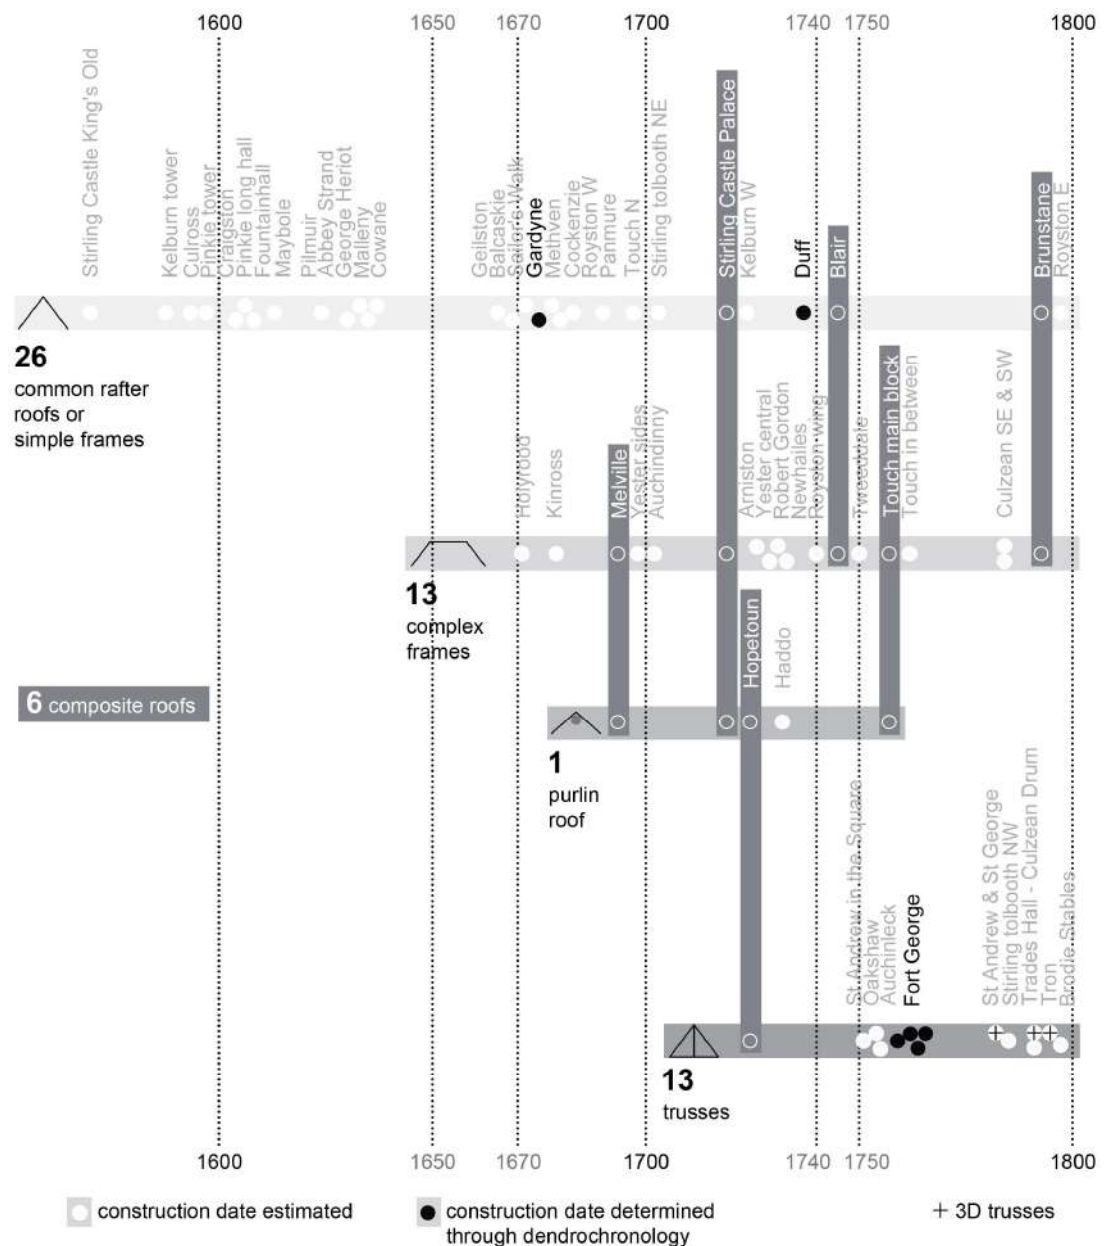 1600
1650
1670
1700
1740
1750
1800
Stirling Castle King's Old
Kelburn tower
Culross
Pinkie tower
Craigston
Pinkie long hall
Fountainhall
Maybole
Pilmuir
Abbey Strand
George Heriot
Malleny
Cowane
Geilston
Balcaskie
Sailor's Walk
Gardyne
Methven
Cockenzie
Royston W
Panmure
Touch N
Stirling tolbooth NE
Stirling Castle Palace
Kelburn W
Duff
Blair
Brunstane
Royston E
26
common rafter
roofs or
simple frames
Holyrood
Kinross
Melville
Yester sides
Auchindinny
Arniston
Yester central
Robert Gordon
Newhailes
Royston wing
Tweeddale
Touch main block
Touch in between
Culzean SE & SW
13
complex
frames
6 composite roofs
Hopetoun
Haddo
1
purlin
roof
St Andrew in the Square
Oakshaw
Auchinleck
Fort George
St Andrew & St George
Stirling tolbooth NW
Trades Hall - Culzean Drum
Tron
Brodie Stables
13
trusses
1600
1650
1670
1700
1740
1750
1800
construction date estimated
construction date determined
through dendrochronology
+ 3D trusses